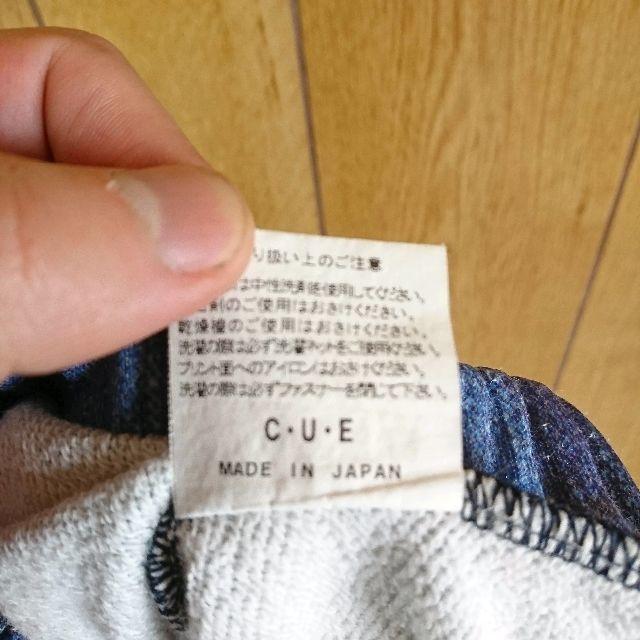 り扱い上のご注意
は中性洗剤を使用してください。
剤のご使用はおさけください。
乾燥機のご使用はおさけください。
洗濯の際は必ず洗濯ネットをご使用ください。
プリント里へのアイロンはおさけください。
洗濯の際は必ずファスナーを閉じて下さい。
C・U・E
MADE IN JAPAN